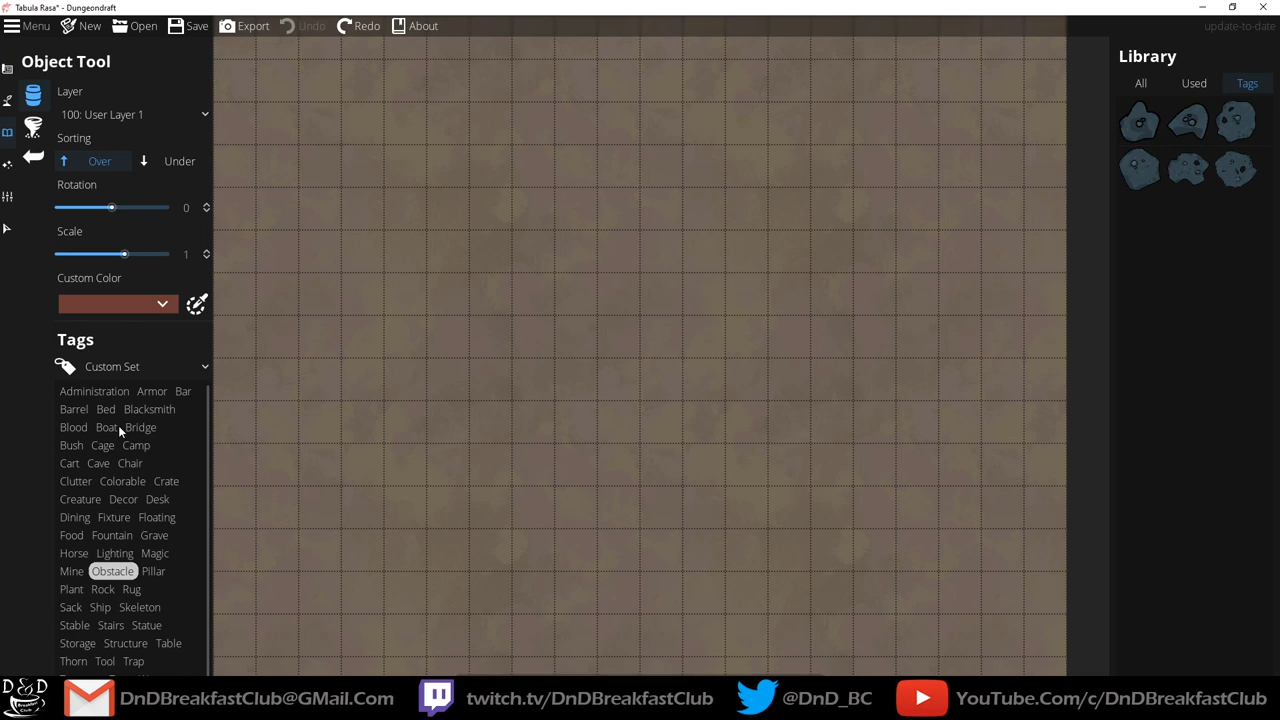 Tabula Rasa* - Dungeondraft
Menu New Open Save Export Undo Redo About update-to-date
Object Tool
Layer
100: User Layer 1
Sorting
Over Under
Rotation
0
Scale
1
Custom Color
Tags
Custom Set
Administration Armor Bar
Barrel Bed Blacksmith
Blood Boat Bridge
Bush Cage Camp
Cart Cave Chair
Clutter Colorable Crate
Creature Decor Desk
Dining Fixture Floating
Food Fountain Grave
Horse Lighting Magic
Mine Obstacle Pillar
Plant Rock Rug
Sack Ship Skeleton
Stable Stairs Statue
Storage Structure Table
Thorn Tool Trap
Library
All Used Tags
D&D Breakfast Club
DnDBreakfastClub@GMail.Com twitch.tv/DnDBreakfastClub @DnD_BC YouTube.Com/c/DnDBreakfastClub